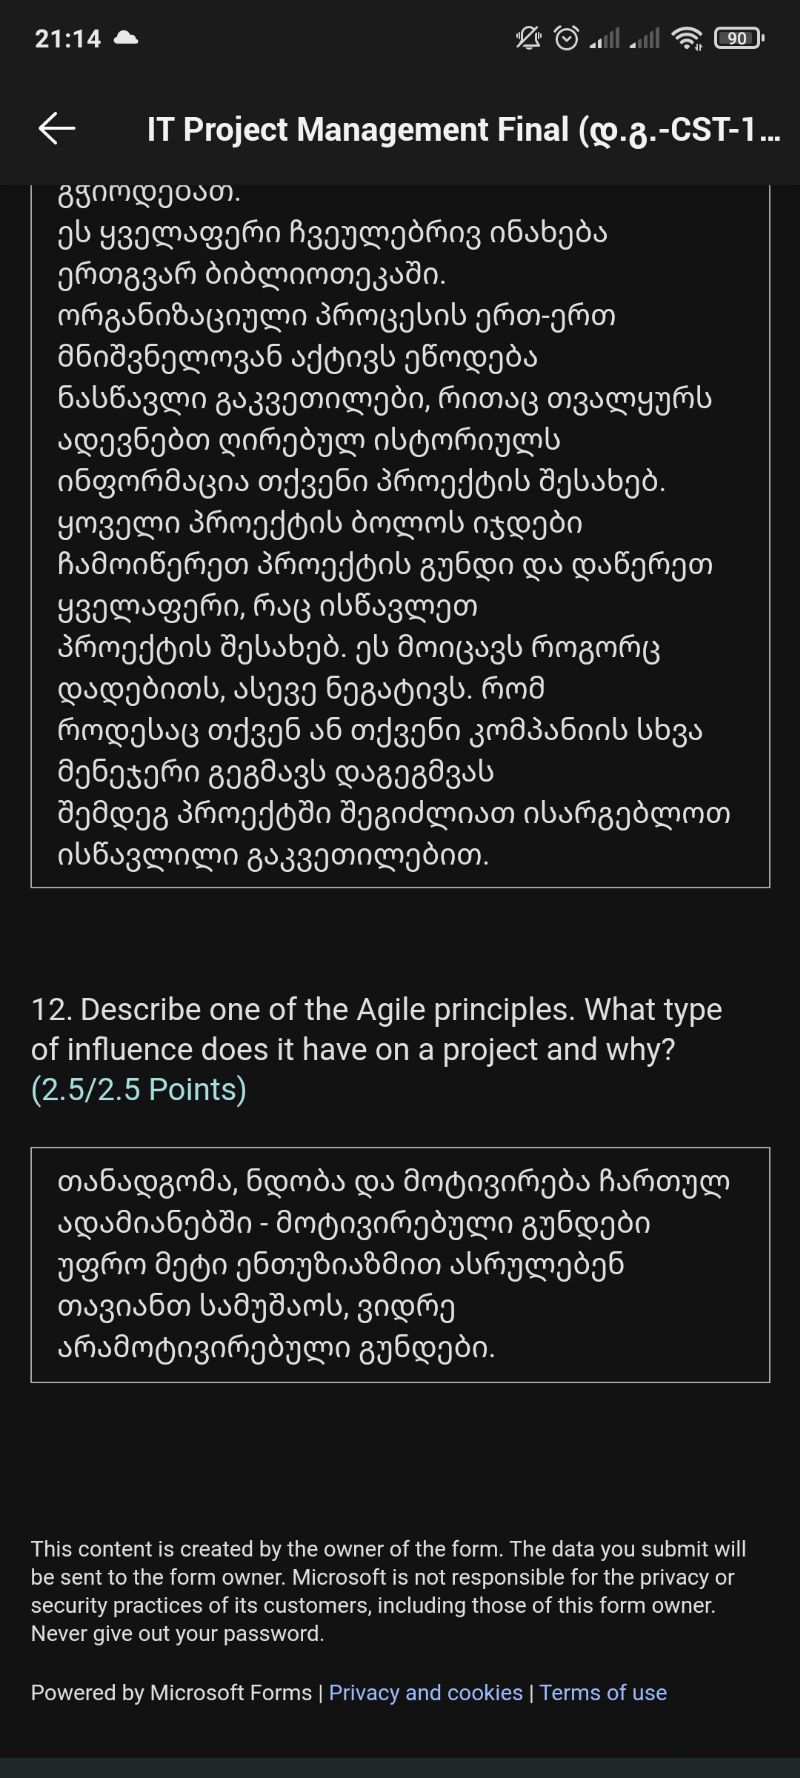 21:14
90
IT Project Management Final (დ.გ.-CST-1...
გჭირდებათ.
ეს ყველაფერი ჩვეულებრივ ინახება
ერთგვარ ბიბლიოთეკაში.
ორგანიზაციული პროცესის ერთ-ერთ
მნიშვნელოვან აქტივს ეწოდება
ნასწავლი გაკვეთილები, რითაც თვალყურს
ადევნებთ ღირებულ ისტორიულს
ინფორმაცია თქვენი პროექტის შესახებ.
ყოველი პროექტის ბოლოს იჯდები
ჩამოიწერეთ პროექტის გუნდი და დაწერეთ
ყველაფერი, რაც ისწავლეთ
პროექტის შესახებ. ეს მოიცავს როგორც
დადებითს, ასევე ნეგატივს. რომ
როდესაც თქვენ ან თქვენი კომპანიის სხვა
მენეჯერი გეგმავს დაგეგმვას
შემდეგ პროექტში შეგიძლიათ ისარგებლოთ
ისწავლილი გაკვეთილებით.
12. Describe one of the Agile principles. What type
of influence does it have on a project and why?
(2.5/2.5 Points)
თანადგომა, ნდობა და მოტივირება ჩართულ
ადამიანებში - მოტივირებული გუნდები
უფრო მეტი ენთუზიაზმით ასრულებენ
თავიანთ სამუშაოს, ვიდრე
არამოტივირებული გუნდები.
This content is created by the owner of the form. The data you submit will
be sent to the form owner. Microsoft is not responsible for the privacy or
security practices of its customers, including those of this form owner.
Never give out your password.
Powered by Microsoft Forms | Privacy and cookies | Terms of use